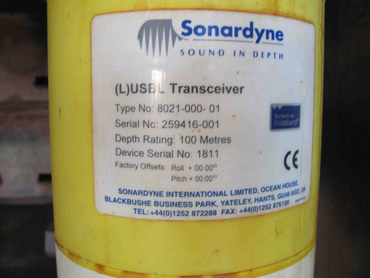 Sonardyne
SOUND IN DEPTH
(L)USBL Transceiver
Type No: 8021-000- 01
Serial No: 259416-001
Depth Rating: 100 Metres
Device Serial No: 1811
Factory Offsets: Roll + 00.00°
Pitch + 00.00°
CE
SONARDYNE INTERNATIONAL LIMITED, OCEAN HOUSE,
BLACKBUSHE BUSINESS PARK, YATELEY, HANTS, GU46 6GD, UK
TEL: +44(0)1252 872288 FAX: +44(0)1252 876100